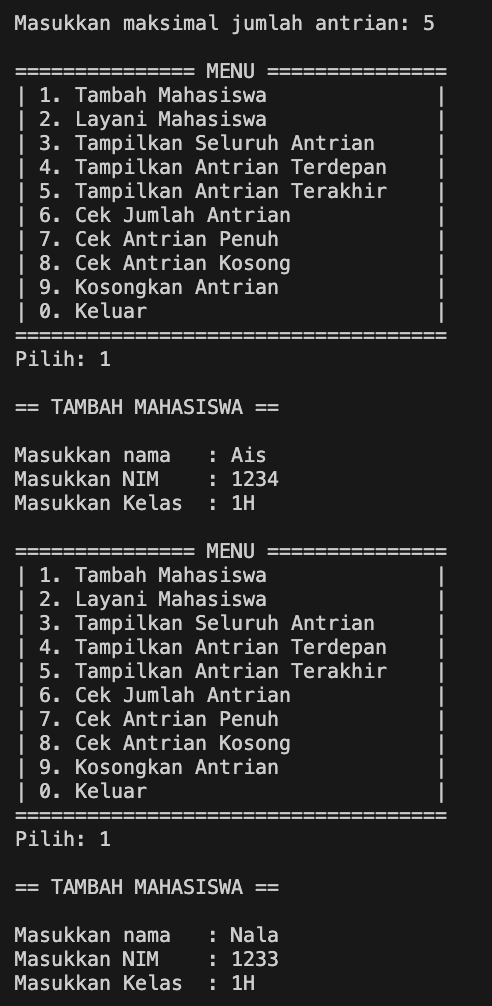 Masukkan maksimal jumlah antrian: 5
=============== MENU ===============
| 1. Tambah Mahasiswa              |
| 2. Layani Mahasiswa              |
| 3. Tampilkan Seluruh Antrian     |
| 4. Tampilkan Antrian Terdepan    |
| 5. Tampilkan Antrian Terakhir    |
| 6. Cek Jumlah Antrian            |
| 7. Cek Antrian Penuh             |
| 8. Cek Antrian Kosong            |
| 9. Kosongkan Antrian             |
| 0. Keluar                        |
====================================
Pilih: 1
== TAMBAH MAHASISWA ==
Masukkan nama   : Ais
Masukkan NIM    : 1234
Masukkan Kelas  : 1H
=============== MENU ===============
| 1. Tambah Mahasiswa              |
| 2. Layani Mahasiswa              |
| 3. Tampilkan Seluruh Antrian     |
| 4. Tampilkan Antrian Terdepan    |
| 5. Tampilkan Antrian Terakhir    |
| 6. Cek Jumlah Antrian            |
| 7. Cek Antrian Penuh             |
| 8. Cek Antrian Kosong            |
| 9. Kosongkan Antrian             |
| 0. Keluar                        |
====================================
Pilih: 1
== TAMBAH MAHASISWA ==
Masukkan nama   : Nala
Masukkan NIM    : 1233
Masukkan Kelas  : 1H